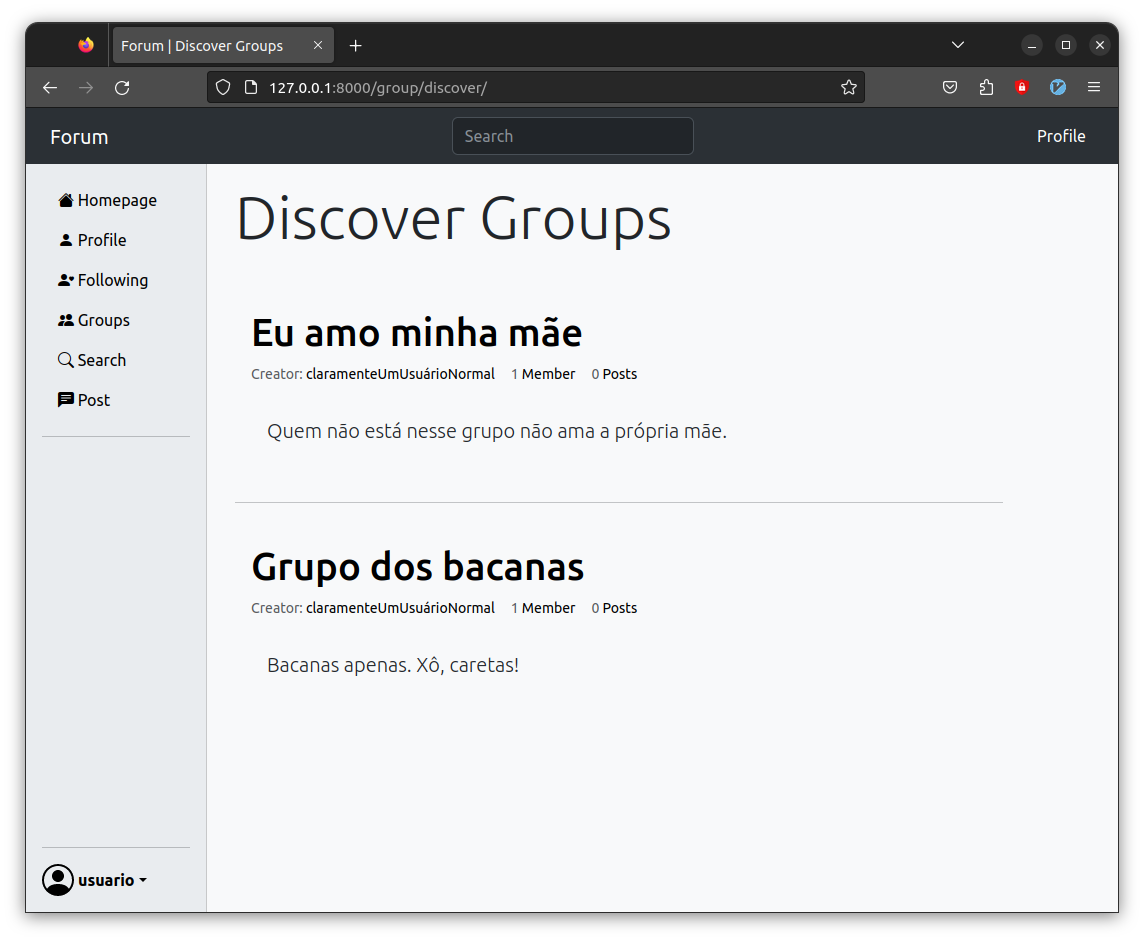 Forum | Discover Groups
127.0.0.1:8000/group/discover/
Forum
Search
Profile
Homepage
Profile
Following
Groups
Search
Post
usuario
Discover Groups
Eu amo minha mãe
Creator: claramenteUmUsuárioNormal 1 Member 0 Posts
Quem não está nesse grupo não ama a própria mãe.
Grupo dos bacanas
Creator: claramenteUmUsuárioNormal 1 Member 0 Posts
Bacanas apenas. Xô, caretas!